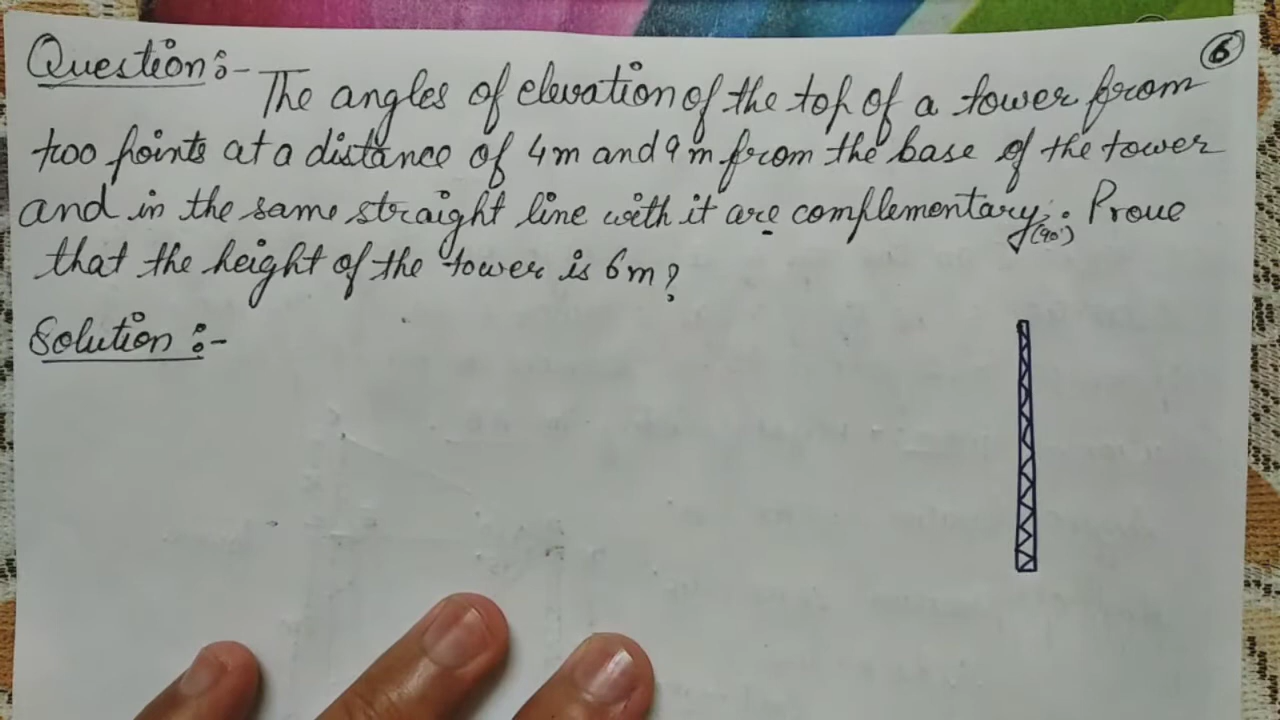 6
Question :- The angles of elevation of the top of a tower from
two points at a distance of 4m and 9m from the base of the tower
and in the same straight line with it are complementary. Prove
(90°)
that the height of the tower is 6m?
Solution :-